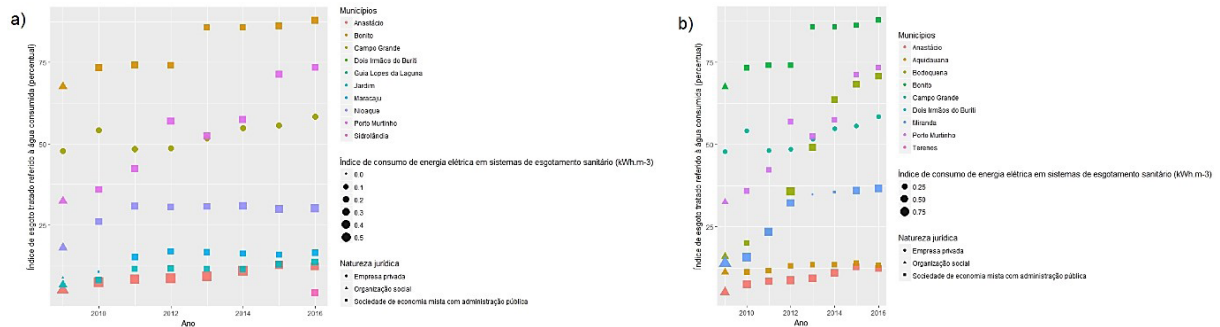 a)
Índice de esgoto tratado referido à água consumida (percentual)
75
50
25
2010
2012
2014
2016
Ano
Municípios
Anastácio
Bonito
Campo Grande
Dois Irmãos do Buriti
Guia Lopes da Laguna
Jardim
Maracaju
Nioaque
Porto Murtinho
Sidrolândia
Índice de consumo de energia elétrica em sistemas de esgotamento sanitário (kWh.m-3)
0.0
0.1
0.2
0.3
0.4
0.5
Natureza jurídica
Empresa privada
Organização social
Sociedade de economia mista com administração pública
b)
Índice de esgoto tratado referido à água consumida (percentual)
75
50
25
2010
2012
2014
2016
Ano
Municípios
Anastácio
Aquidauana
Bodoquena
Bonito
Campo Grande
Dois Irmãos do Buriti
Miranda
Porto Murtinho
Terenos
Índice de consumo de energia elétrica em sistemas de esgotamento sanitário (kWh.m-3)
0.25
0.50
0.75
Natureza jurídica
Empresa privada
Organização social
Sociedade de economia mista com administração pública